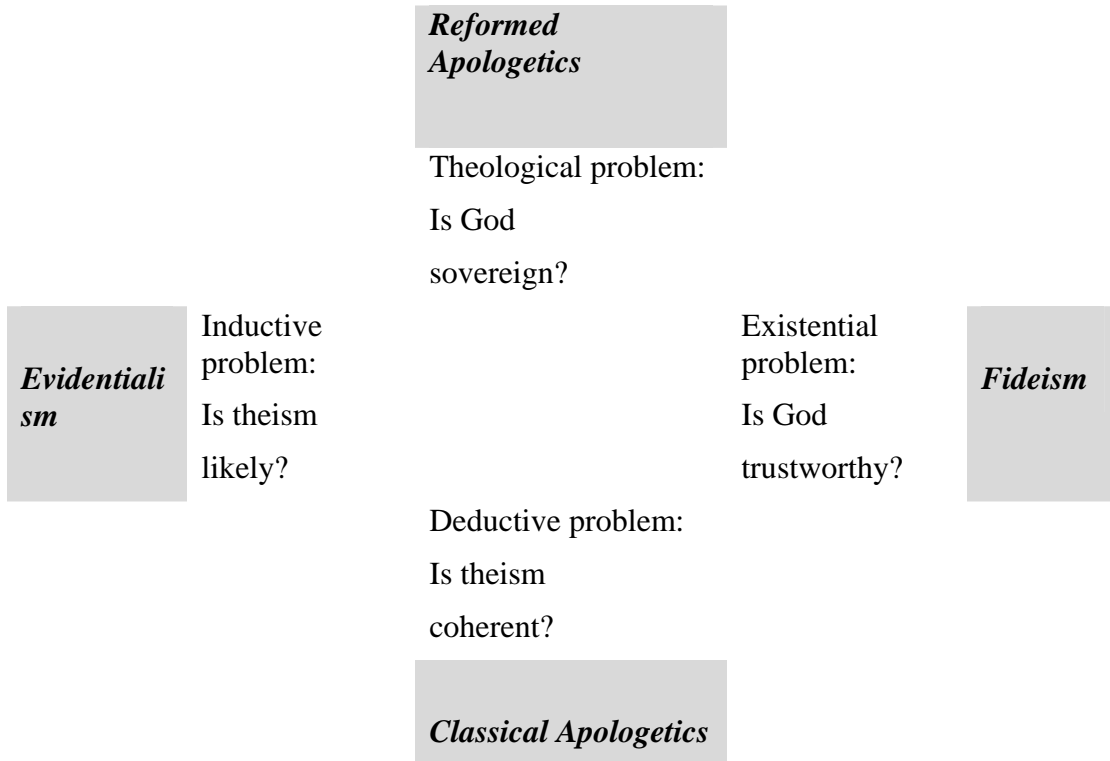 Reformed
Apologetics
Theological problem:
Is God
sovereign?
Evidentiali
sm
Inductive
problem:
Is theism
likely?
Existential
problem:
Is God
trustworthy?
Fideism
Deductive problem:
Is theism
coherent?
Classical Apologetics